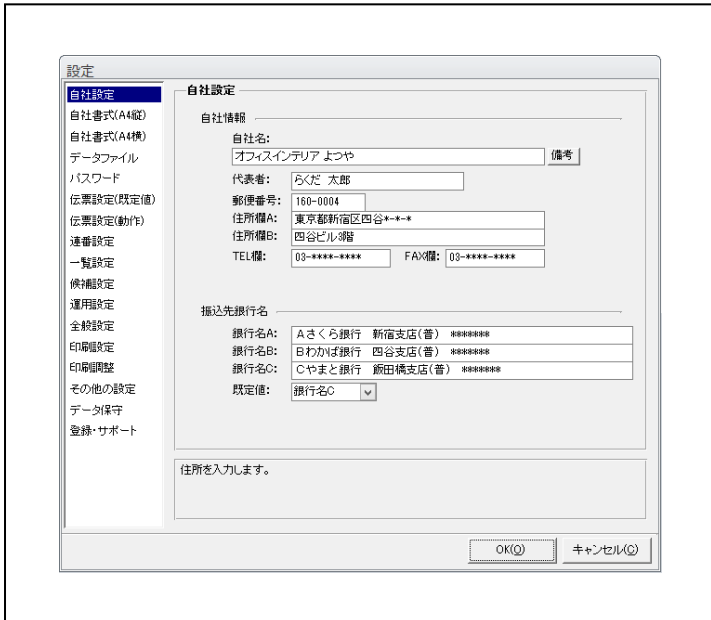 設定
自社設定
自社書式(A4縦)
自社書式(A4横)
データファイル
パスワード
伝票設定(既定値)
伝票設定(動作)
連番設定
一覧設定
候補設定
運用設定
全般設定
印刷設定
印刷調整
その他の設定
データ保守
登録・サポート
自社設定
自社情報
自社名:
オフィスインテリア よつや 備考
代表者: らくだ 太郎
郵便番号: 160-0004
住所欄A: 東京都新宿区四谷*-*-*
住所欄B: 四谷ビル3階
TEL欄: 03-****-**** FAX欄: 03-****-****
振込先銀行名
銀行名A: Aさくら銀行 新宿支店(普) *******
銀行名B: Bわかば銀行 四谷支店(普) *******
銀行名C: Cやまと銀行 飯田橋支店(普) *******
既定値: 銀行名C
住所を入力します。
OK(O) キャンセル(C)